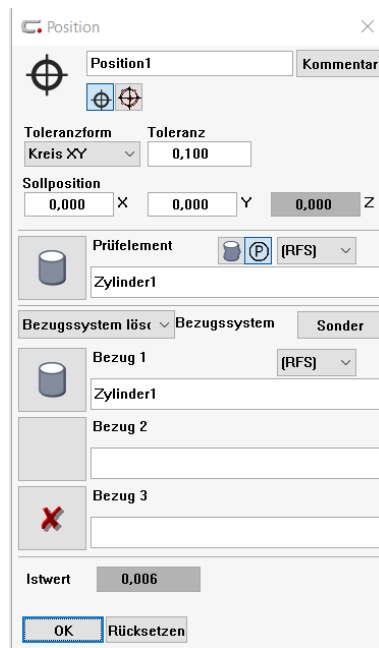 Position
Position1
Kommentar
Toleranzform Toleranz
Kreis XY 0,100
Sollposition
0,000 X 0,000 Y 0,000 Z
Prüfelement P (RFS)
Zylinder1
Bezugssystem lösc Bezugssystem Sonder
Bezug 1 (RFS)
Zylinder1
Bezug 2
Bezug 3
Istwert 0,006
OK Rücksetzen